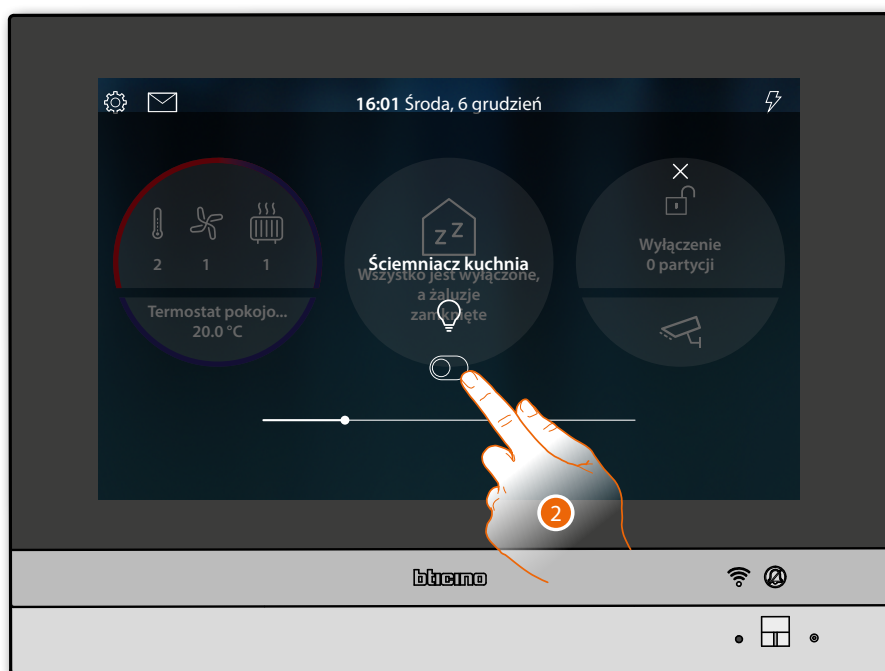 16:01 Środa, 6 grudzień
2 1 1
Termostat pokojo...
20.0 °C
zZ
Ściemniacz kuchnia
Wszystko jest wyłączone,
a żaluzje
zamknięte
Wyłączenie
0 partycji
2
bticino